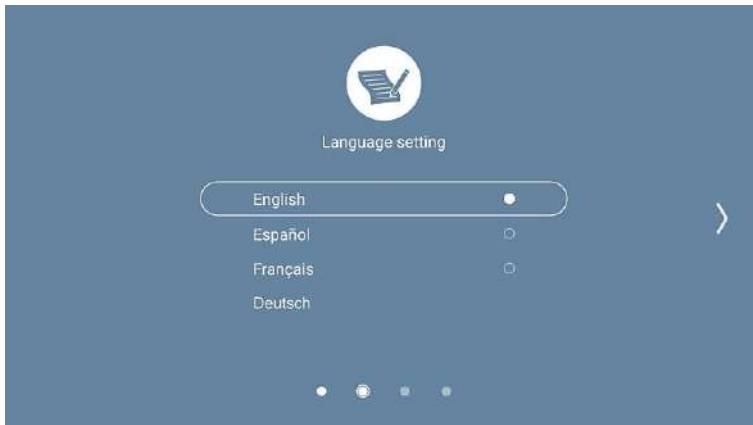 Language setting
English
Español
Français
Deutsch